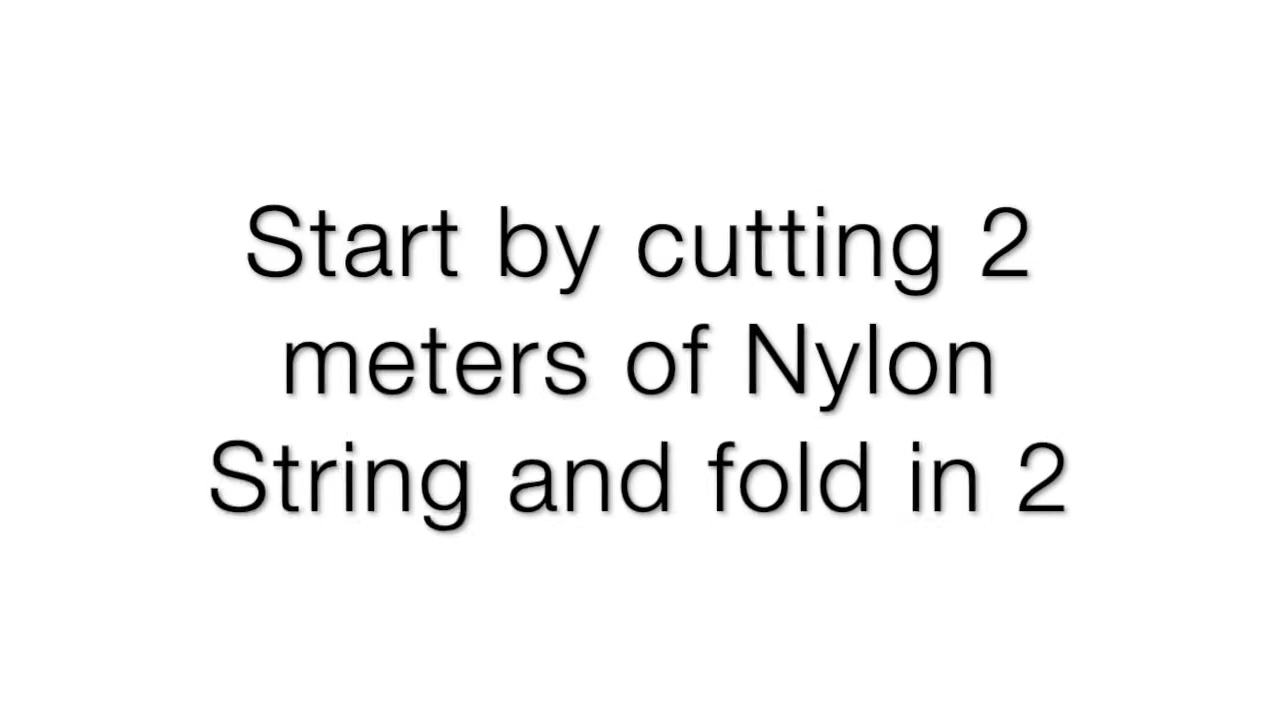 Start by cutting 2
meters of Nylon
String and fold in 2